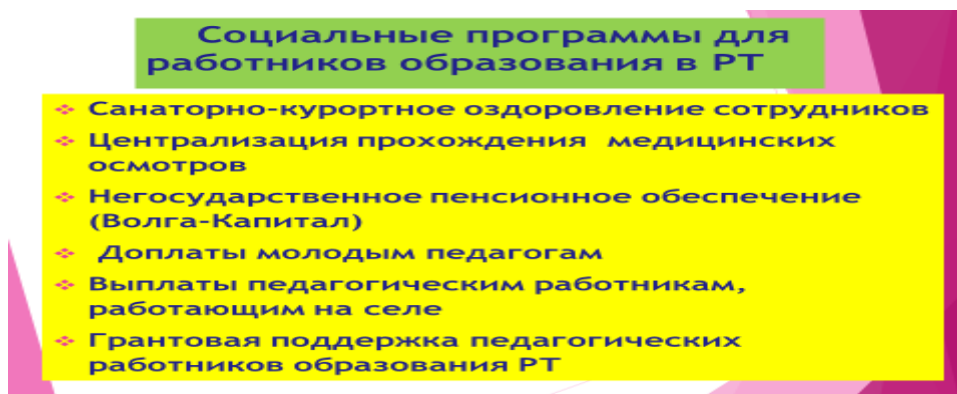 Социальные программы для
работников образования в РТ
Санаторно-курортное оздоровление сотрудников
Централизация прохождения медицинских
осмотров
Негосударственное пенсионное обеспечение
(Волга-Капитал)
Доплаты молодым педагогам
Выплаты педагогическим работникам,
работающим на селе
Грантовая поддержка педагогических
работников образования РТ